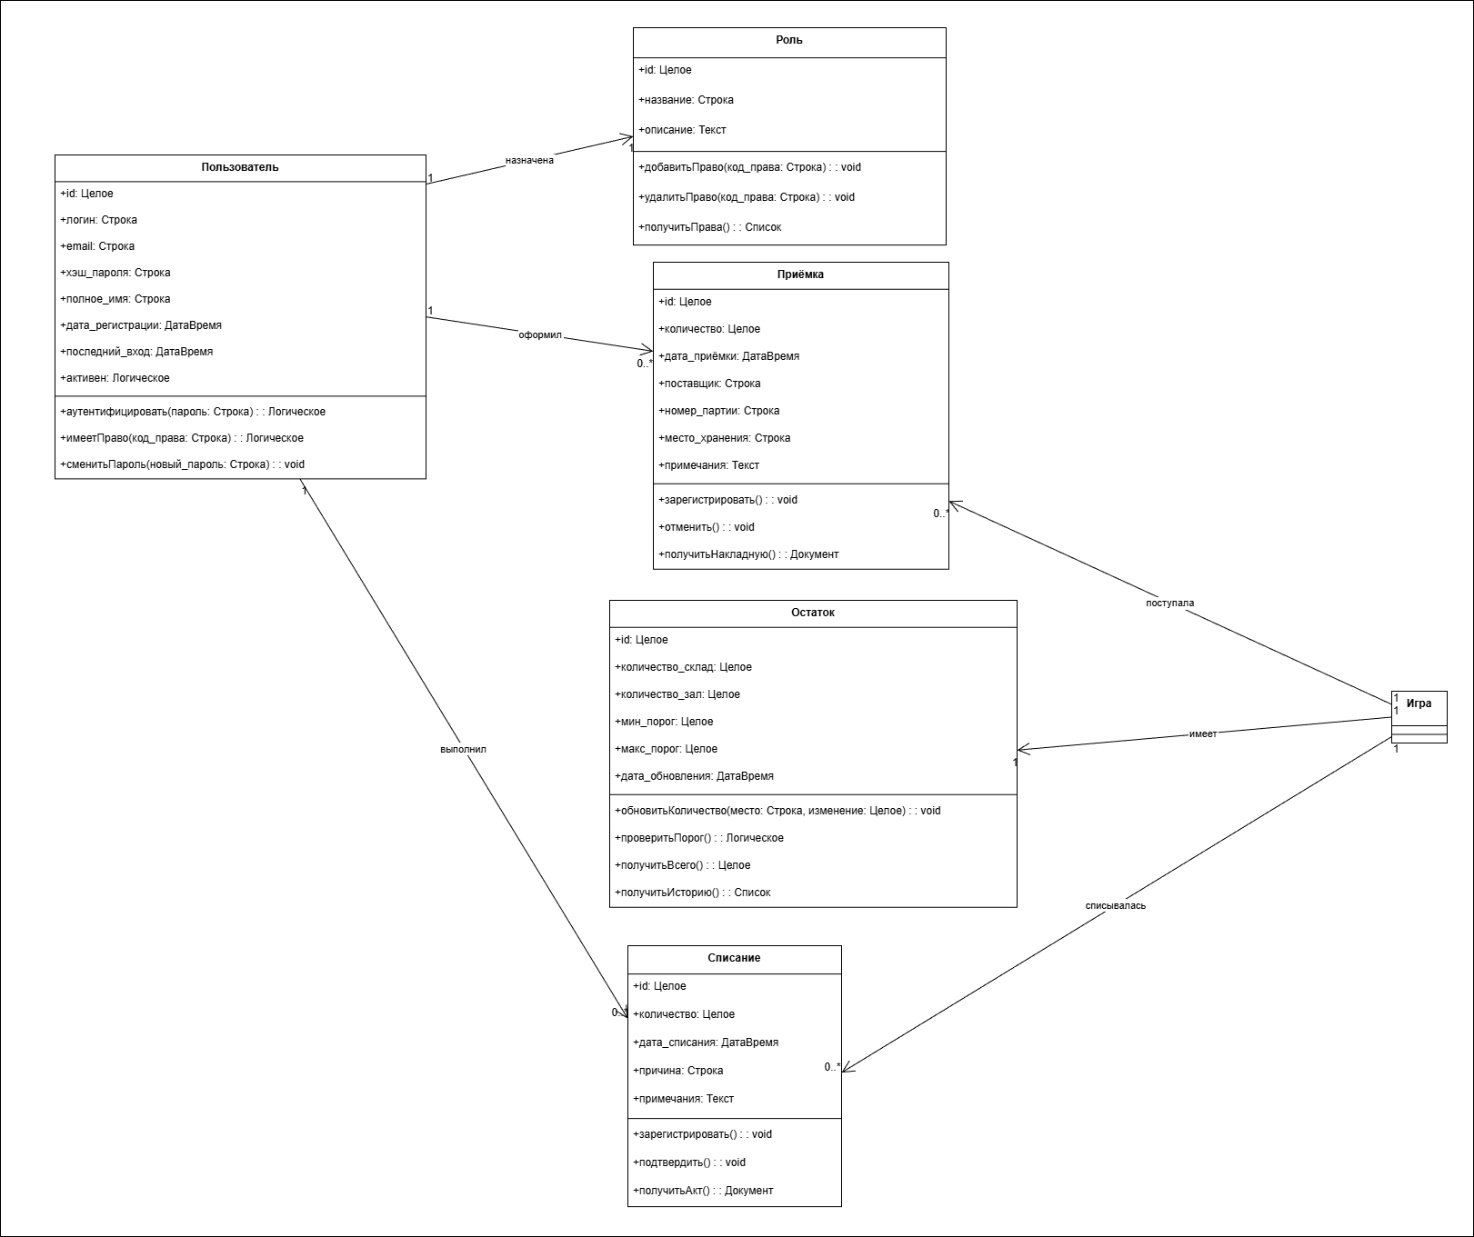 Роль
+id: Целое
+название: Строка
+описание: Текст
+добавитьПраво(код_права: Строка) : : void
+удалитьПраво(код_права: Строка) : : void
+получитьПрава() : : Список
Пользователь
+id: Целое
+логин: Строка
+email: Строка
+хэш_пароля: Строка
+полное_имя: Строка
+дата_регистрации: ДатаВремя
+последний_вход: ДатаВремя
+активен: Логическое
+аутентифицировать(пароль: Строка) : : Логическое
+имеетПраво(код_права: Строка) : : Логическое
+сменитьПароль(новый_пароль: Строка) : : void
1
назначена
1
1
оформил
0..*
1
выполнил
0..*
Приёмка
+id: Целое
+количество: Целое
+дата_приёмки: ДатаВремя
+поставщик: Строка
+номер_партии: Строка
+место_хранения: Строка
+примечания: Текст
+зарегистрировать() : : void
+отменить() : : void
+получитьНакладную() : : Документ
0..*
поступала
1
Остаток
+id: Целое
+количество_склад: Целое
+количество_зал: Целое
+мин_порог: Целое
+макс_порог: Целое
+дата_обновления: ДатаВремя
+обновитьКоличество(место: Строка, изменение: Целое) : : void
+проверитьПорог() : : Логическое
+получитьВсего() : : Целое
+получитьИсторию() : : Список
1
имеет
1
Игра
1
списывалась
0..*
Списание
+id: Целое
+количество: Целое
+дата_списания: ДатаВремя
+причина: Строка
+примечания: Текст
+зарегистрировать() : : void
+подтвердить() : : void
+получитьАкт() : : Документ